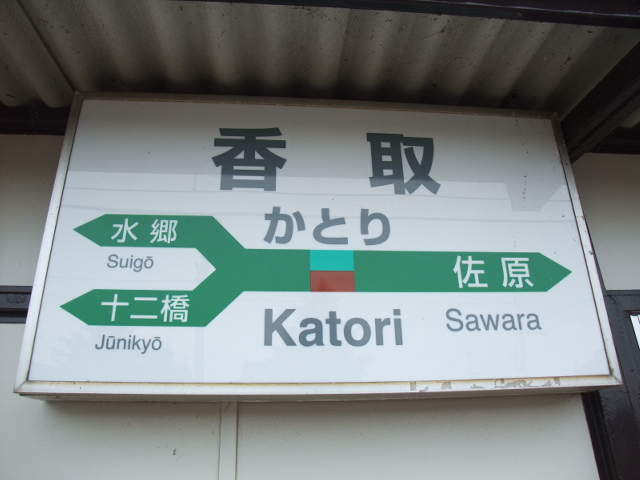 香取
かとり
水郷
Suigō
佐原
十二橋
Jūnikyō
Katori
Sawara